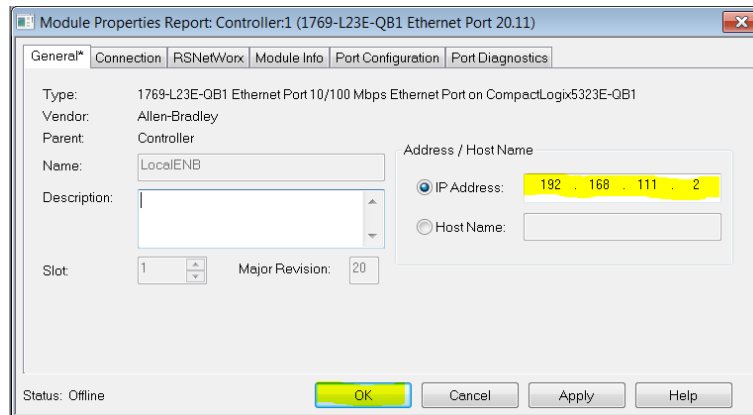 Module Properties Report: Controller:1 (1769-L23E-QB1 Ethernet Port 20.11)
General* Connection RSNetWorx Module Info Port Configuration Port Diagnostics
Type: 1769-L23E-QB1 Ethernet Port 10/100 Mbps Ethernet Port on CompactLogix5323E-QB1
Vendor: Allen-Bradley
Parent: Controller
Name: LocalENB
Description:
Slot: 1 Major Revision: 20
Address / Host Name
IP Address: 192 . 168 . 111 . 2
Host Name:
Status: Offline OK Cancel Apply Help